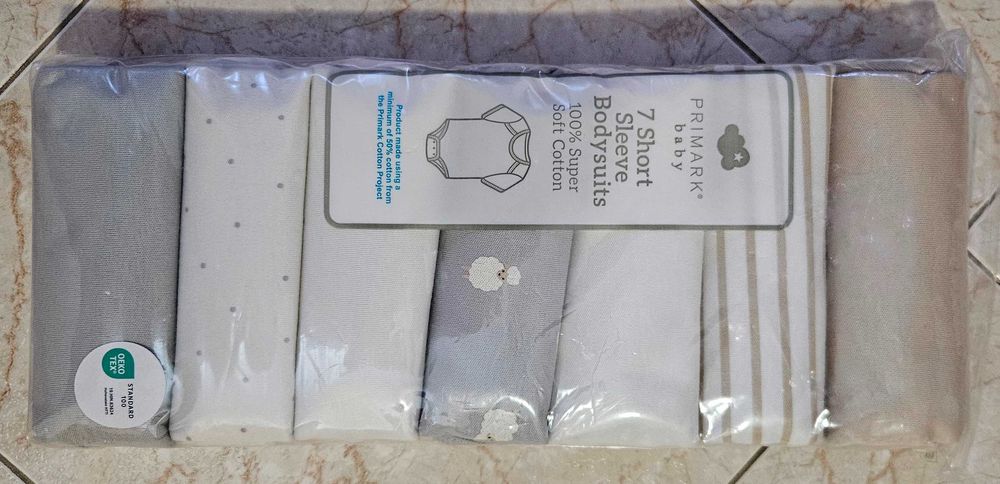 PRIMARK®
baby
7 Short
Sleeve
Bodysuits
100% Super
Soft Cotton
Product made using a
minimum of 50% cotton from
the Primark Cotton Project
OEKO
TEX®
STANDARD
100